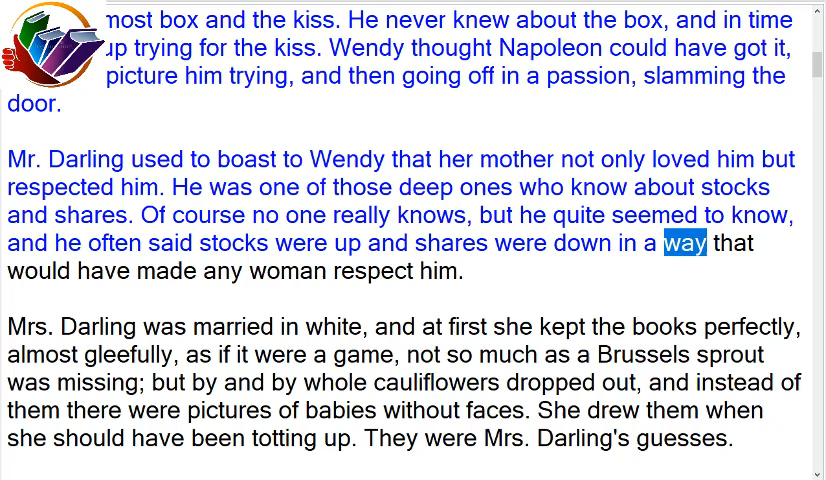 most box and the kiss. He never knew about the box, and in time
up trying for the kiss. Wendy thought Napoleon could have got it,
picture him trying, and then going off in a passion, slamming the
door.
Mr. Darling used to boast to Wendy that her mother not only loved him but
respected him. He was one of those deep ones who know about stocks
and shares. Of course no one really knows, but he quite seemed to know,
and he often said stocks were up and shares were down in a way that
would have made any woman respect him.
Mrs. Darling was married in white, and at first she kept the books perfectly,
almost gleefully, as if it were a game, not so much as a Brussels sprout
was missing; but by and by whole cauliflowers dropped out, and instead of
them there were pictures of babies without faces. She drew them when
she should have been totting up. They were Mrs. Darling's guesses.